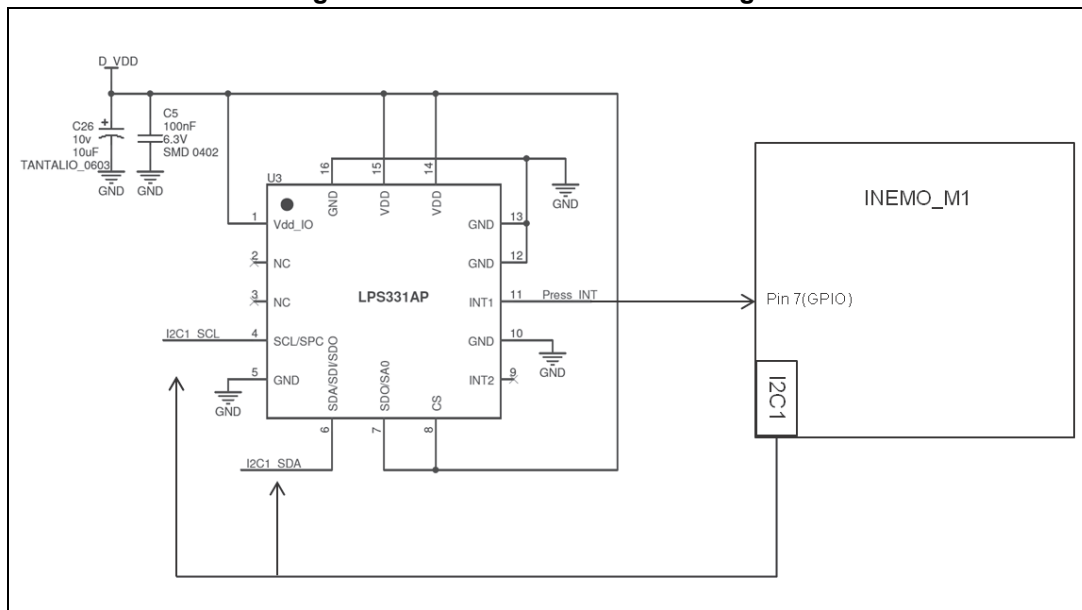 D_VDD
C26
10v
10uF
TANTALIO_0603
+
C5
100nF
6.3V
SMD 0402
GND
GND
U3
16
15
14
GND
VDD
VDD
GND
1
Vdd_IO
GND
13
2
NC
GND
12
3
NC
LPS331AP
INT1
11
Press_INT
I2C1_SCL
4
SCL/SPC
GND
10
GND
5
GND
GND
SDA/SDI/SDO
SDO/SA0
CS
INT2
9
6
7
8
I2C1_SDA
INEMO_M1
Pin 7(GPIO)
I2C1